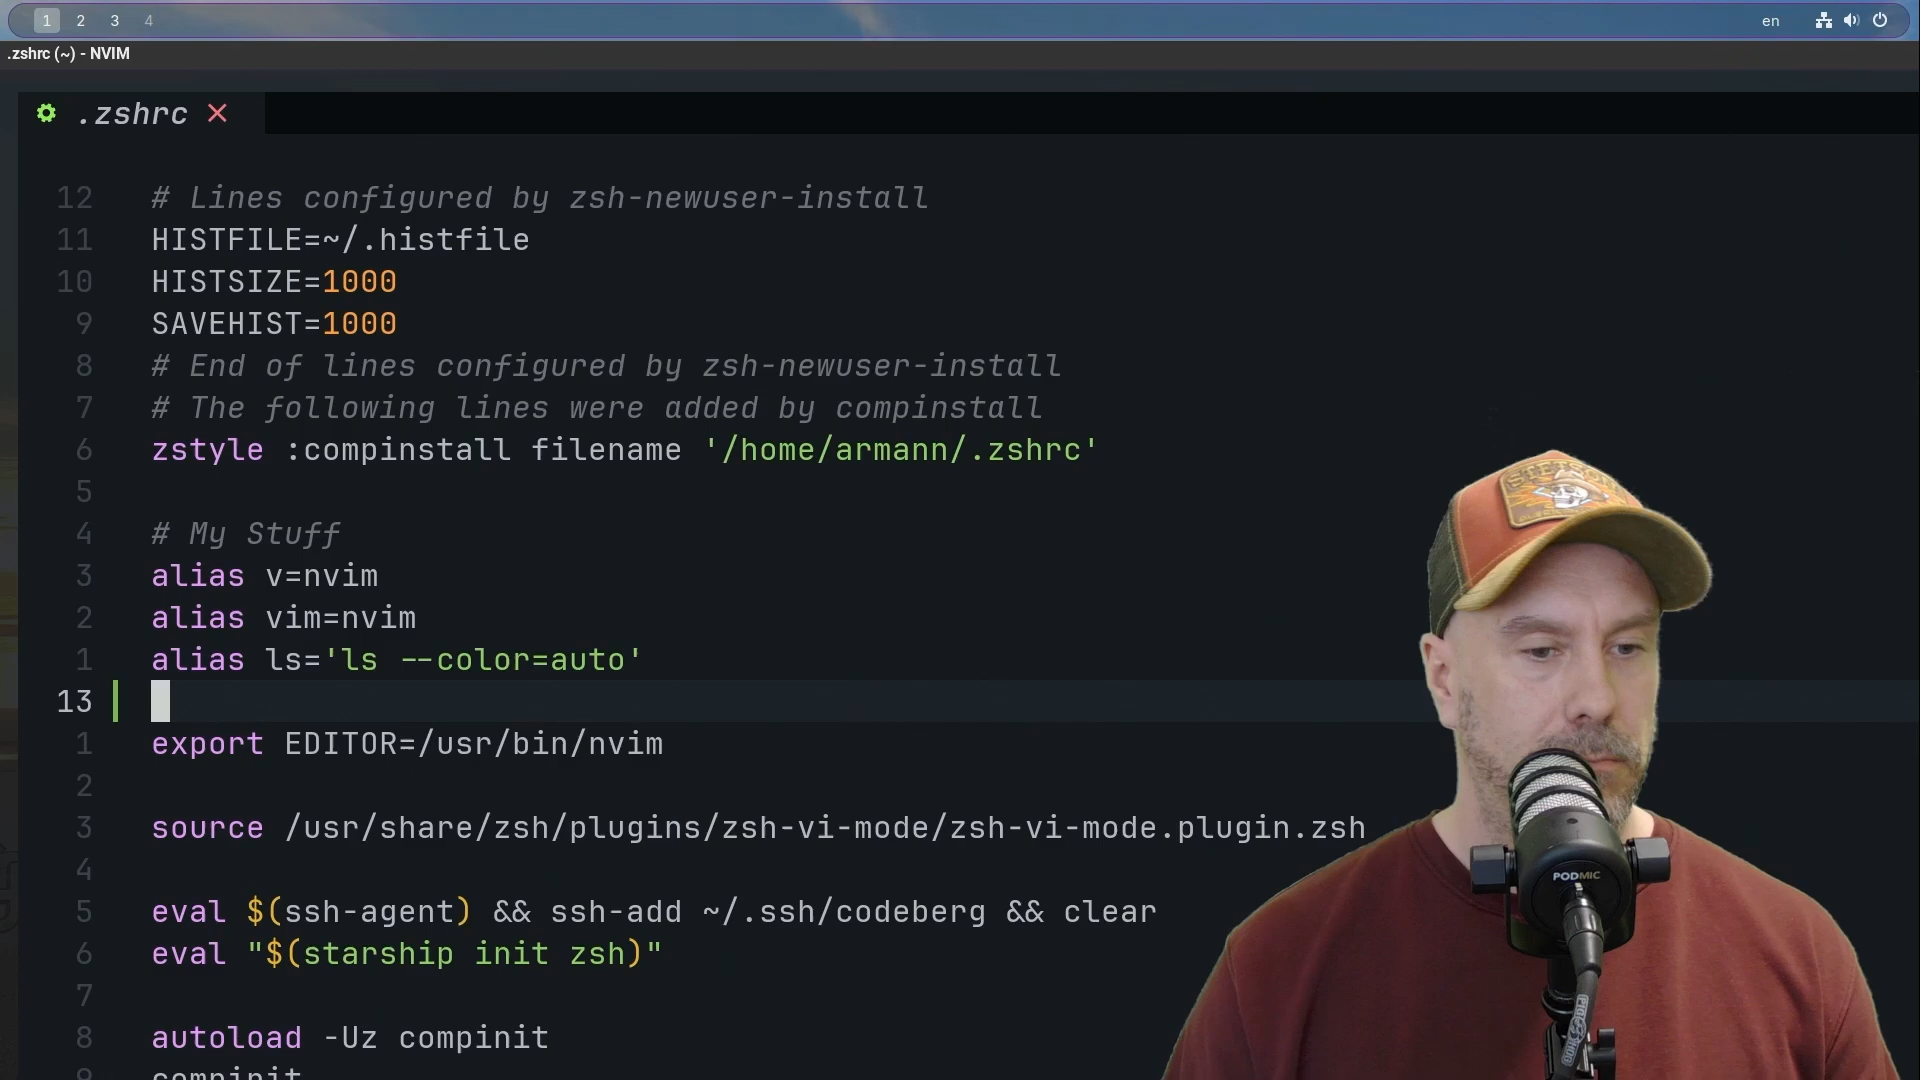 1 2 3 4 en
.zshrc (~) - NVIM
.zshrc
12 # Lines configured by zsh-newuser-install
11 HISTFILE=~/.histfile
10 HISTSIZE=1000
9 SAVEHIST=1000
8 # End of lines configured by zsh-newuser-install
7 # The following lines were added by compinstall
6 zstyle :compinstall filename '/home/armann/.zshrc'
5
4 # My Stuff
3 alias v=nvim
2 alias vim=nvim
1 alias ls='ls --color=auto'
13
1 export EDITOR=/usr/bin/nvim
2
3 source /usr/share/zsh/plugins/zsh-vi-mode/zsh-vi-mode.plugin.zsh
4
5 eval $(ssh-agent) && ssh-add ~/.ssh/codeberg && clear
6 eval "$(starship init zsh)"
7
8 autoload -Uz compinit
9 compinit
STETSON
PODMIC